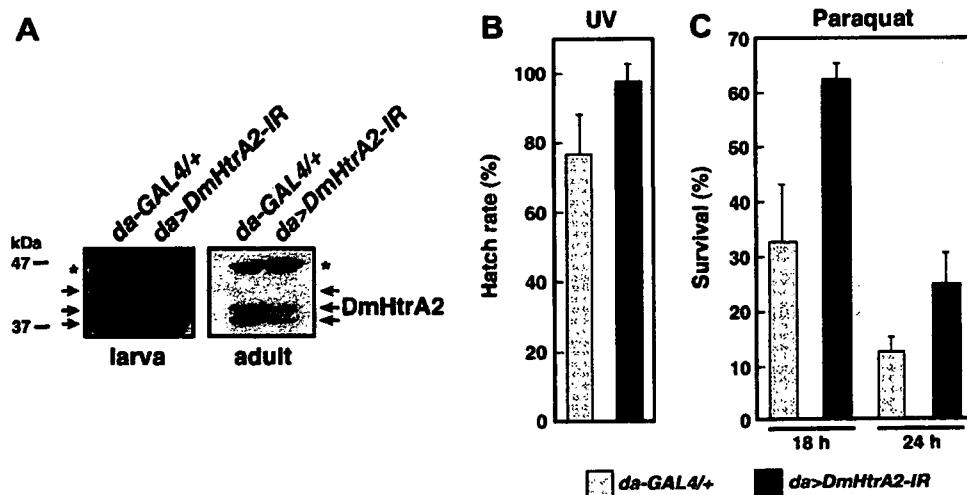 A
da-GAL4/+
da>DmHtrA2-IR
da-GAL4/+
da>DmHtrA2-IR
kDa
47
*
37
*
DmHtrA2
larva
adult
B
UV
Hatch rate (%)
100
80
60
40
20
0
C
Paraquat
Survival (%)
70
60
50
40
30
20
10
0
18 h
24 h
da-GAL4/+
da>DmHtrA2-IR